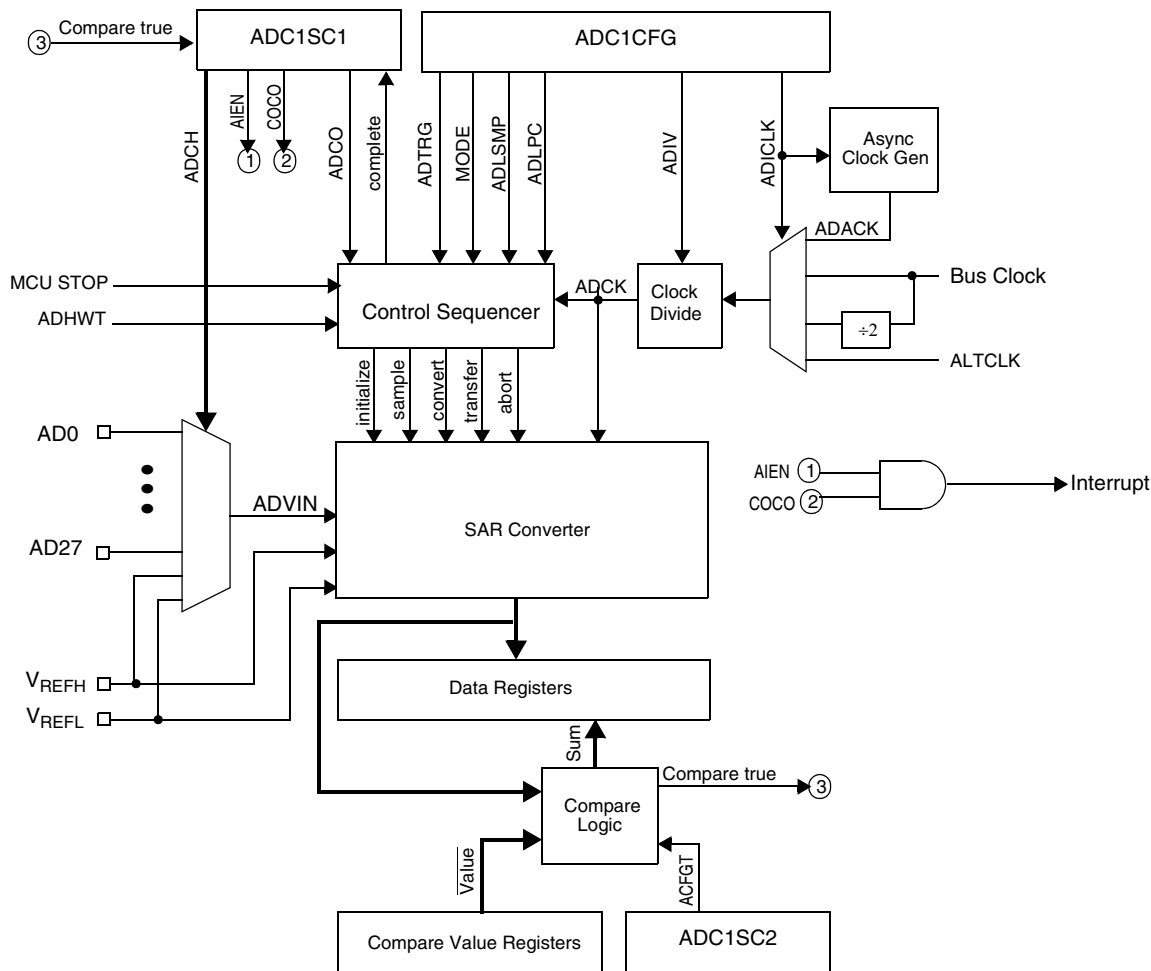 3
Compare true
ADC1SC1
ADC1CFG
ADCH
AIEN
COCO
ADCO
complete
ADTRG
MODE
ADLSMP
ADLPC
ADIV
ADICLK
Async
Clock Gen
1
2
ADACK
MCU STOP
ADHWT
Control Sequencer
ADCK
Clock
Divide
Bus Clock
÷2
ALTCLK
initialize
sample
convert
transfer
abort
AD0
AD27
ADVIN
SAR Converter
AIEN 1
COCO 2
Interrupt
VREFH
VREFL
Data Registers
Sum
Compare
Logic
Compare true
3
Value
ACFGT
Compare Value Registers
ADC1SC2